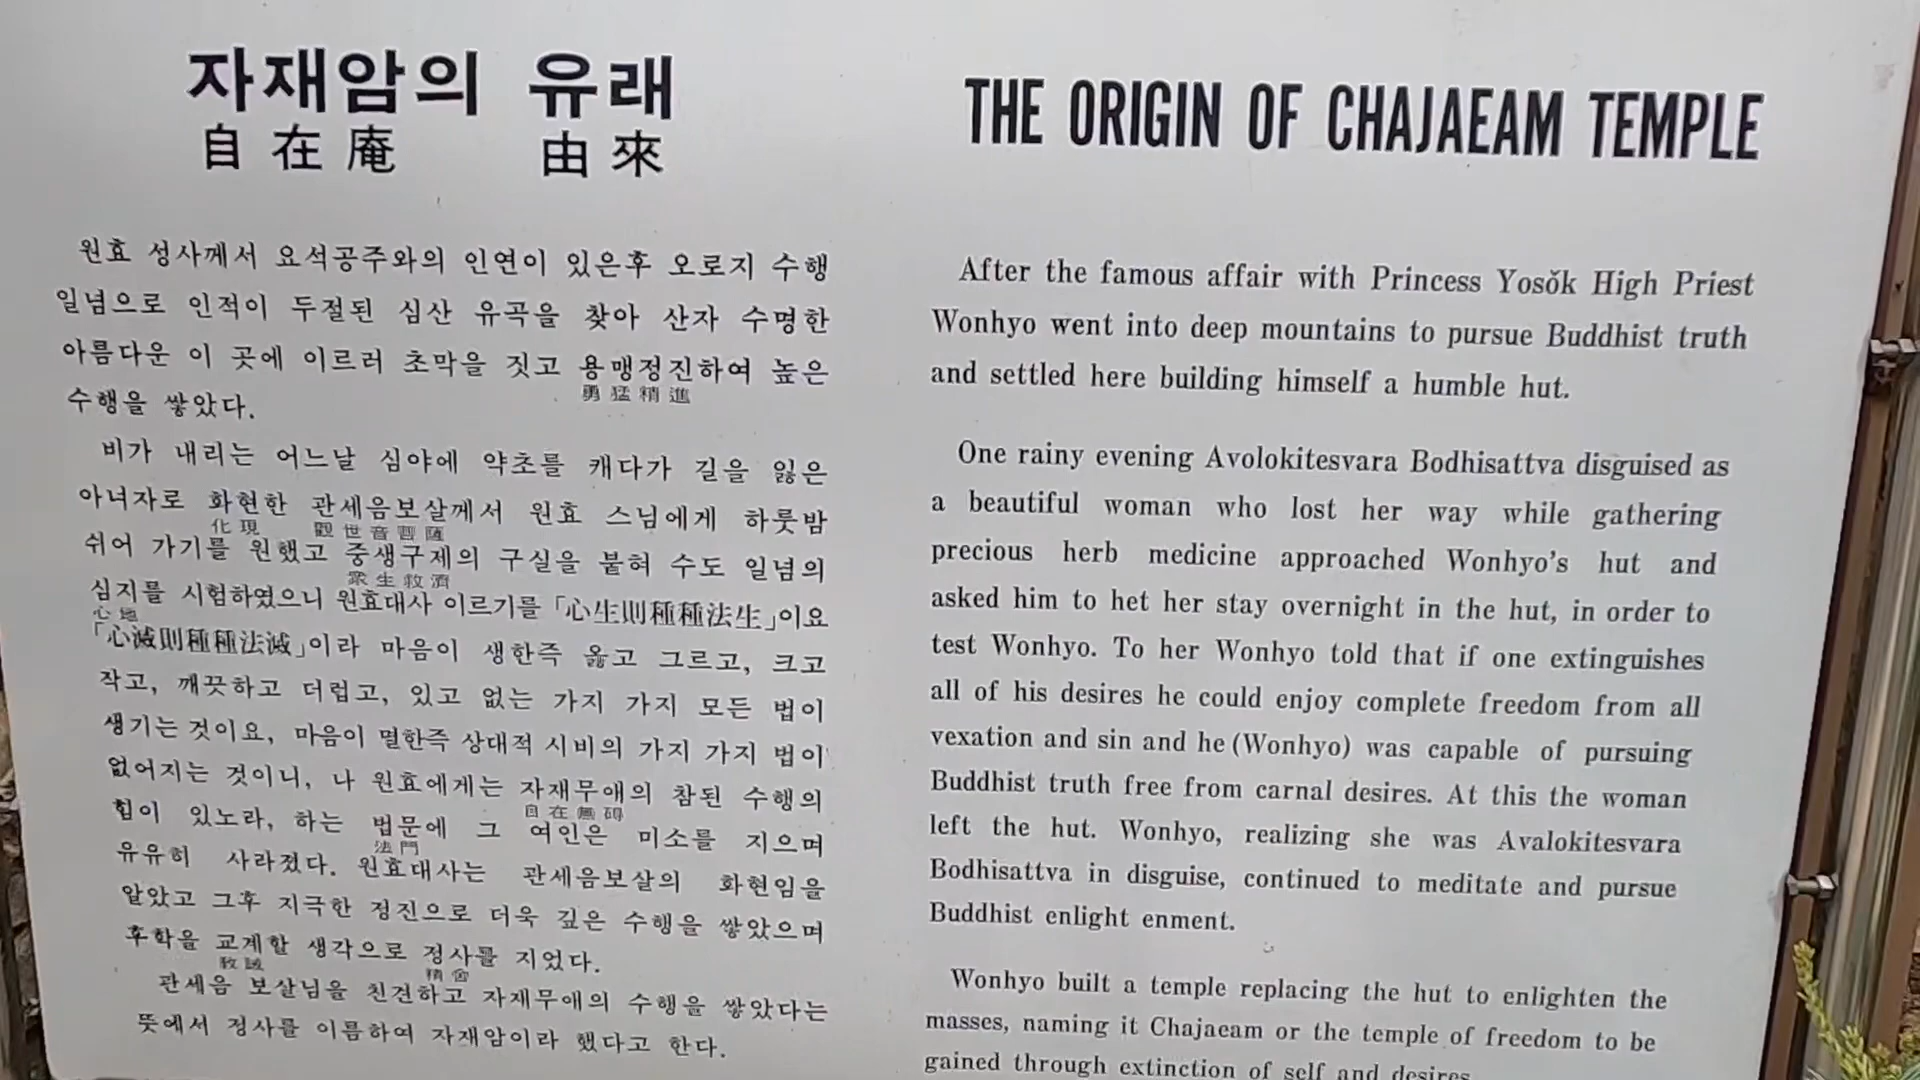 자재암의 유래
自在庵 由來
원효 성사께서 요석공주와의 인연이 있은후 오로지 수행
일념으로 인적이 두절된 심산 유곡을 찾아 산자 수명한
아름다운 이 곳에 이르러 초막을 짓고 용맹정진하여 높은
勇猛精進
수행을 쌓았다.
비가 내리는 어느날 심야에 약초를 캐다가 길을 잃은
아녀자로 화현한 관세음보살께서 원효 스님에게 하룻밤
化現 觀世音菩薩
쉬어 가기를 원했고 중생구제의 구실을 붙혀 수도 일념의
衆生救濟
심지를 시험하였으니 원효대사 이르기를 「心生則種種法生」이요
心地
「心滅則種種法滅」이라 마음이 생한즉 옳고 그르고, 크고
작고, 깨끗하고 더럽고, 있고 없는 가지 가지 모든 법이
생기는 것이요, 마음이 멸한즉 상대적 시비의 가지 가지 법이
없어지는 것이니, 나 원효에게는 자재무애의 참된 수행의
自在無碍
힘이 있노라, 하는 법문에 그 여인은 미소를 지으며
法門
유유히 사라졌다. 원효대사는 관세음보살의 화현임을
알았고 그후 지극한 정진으로 더욱 깊은 수행을 쌓았으며
후학을 교계할 생각으로 정사를 지었다.
敎誡 精舍
관세음 보살님을 친견하고 자재무애의 수행을 쌓았다는
뜻에서 정사를 이름하여 자재암이라 했다고 한다.
THE ORIGIN OF CHAJAEAM TEMPLE
After the famous affair with Princess Yosŏk High Priest
Wonhyo went into deep mountains to pursue Buddhist truth
and settled here building himself a humble hut.
One rainy evening Avolokitesvara Bodhisattva disguised as
a beautiful woman who lost her way while gathering
precious herb medicine approached Wonhyo's hut and
asked him to het her stay overnight in the hut, in order to
test Wonhyo. To her Wonhyo told that if one extinguishes
all of his desires he could enjoy complete freedom from all
vexation and sin and he (Wonhyo) was capable of pursuing
Buddhist truth free from carnal desires. At this the woman
left the hut. Wonhyo, realizing she was Avalokitesvara
Bodhisattva in disguise, continued to meditate and pursue
Buddhist enlight enment.
Wonhyo built a temple replacing the hut to enlighten the
masses, naming it Chajaeam or the temple of freedom to be
gained through extinction of self and desires